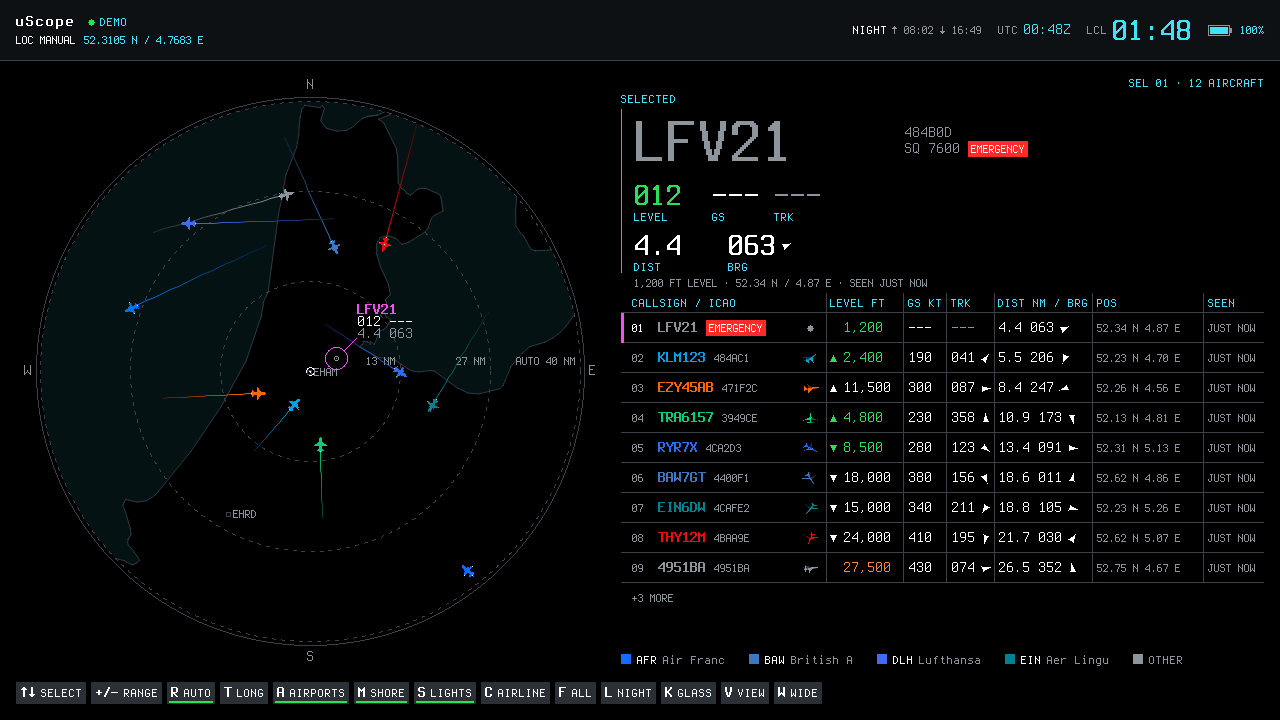 uScope DEMO
LOC MANUAL 52.3105 N / 4.7683 E
NIGHT ↑ 08:02 ↓ 16:49 UTC 00:48Z LCL 01:48 100%
SEL 01 · 12 AIRCRAFT
SELECTED
LFV21
484B0D
SQ 7600 EMERGENCY
012 --- ---
LEVEL GS TRK
4.4 063
DIST BRG
1,200 FT LEVEL · 52.34 N / 4.87 E · SEEN JUST NOW
CALLSIGN / ICAO LEVEL FT GS KT TRK DIST NM / BRG POS SEEN
01 LFV21 EMERGENCY 1,200 --- --- 4.4 063 52.34 N 4.87 E JUST NOW
02 KLM123 484AC1 ▲ 2,400 190 041 5.5 206 52.23 N 4.70 E JUST NOW
03 EZY45AB 471F2C ▲ 11,500 300 087 8.4 247 52.26 N 4.56 E JUST NOW
04 TRA6157 3949CE ▲ 4,800 230 358 10.9 173 52.13 N 4.81 E JUST NOW
05 RYR7X 4CA2D3 ▼ 8,500 280 123 13.4 091 52.31 N 5.13 E JUST NOW
06 BAW7GT 4400F1 ▼ 18,000 380 156 18.6 011 52.62 N 4.86 E JUST NOW
07 EIN6DW 4CAFE2 ▼ 15,000 340 211 18.8 105 52.23 N 5.26 E JUST NOW
08 THY12M 4BAA9E ▼ 24,000 410 195 21.7 030 52.62 N 5.07 E JUST NOW
09 4951BA 4951BA 27,500 430 074 26.5 352 52.75 N 4.67 E JUST NOW
+3 MORE
AFR Air Franc BAW British A DLH Lufthansa EIN Aer Lingu OTHER
N
W
E
S
LFV21
012 ---
4.4 063
13 NM 27 NM AUTO 40 NM
EHAM
EHRD
↑↓ SELECT +/- RANGE R AUTO T LONG A AIRPORTS M SHORE S LIGHTS C AIRLINE F ALL L NIGHT K GLASS V VIEW W WIDE